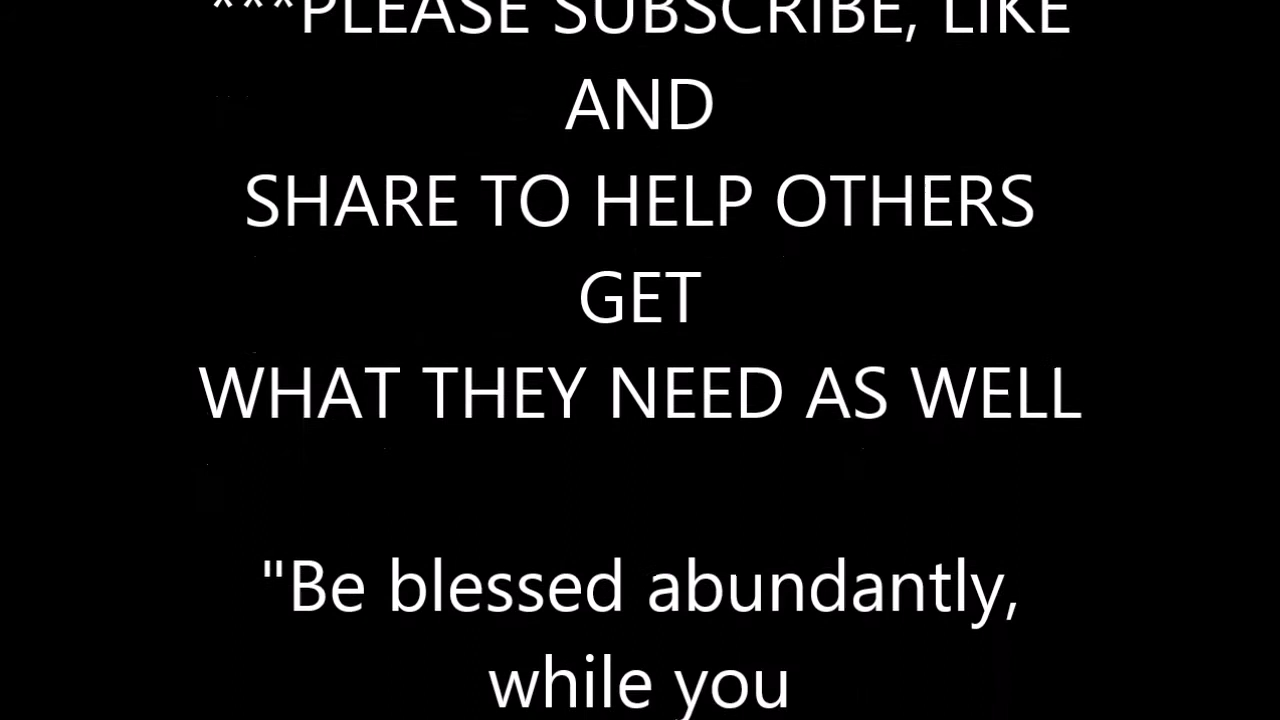 ***PLEASE SUBSCRIBE, LIKE
AND
SHARE TO HELP OTHERS
GET
WHAT THEY NEED AS WELL
"Be blessed abundantly,
while you